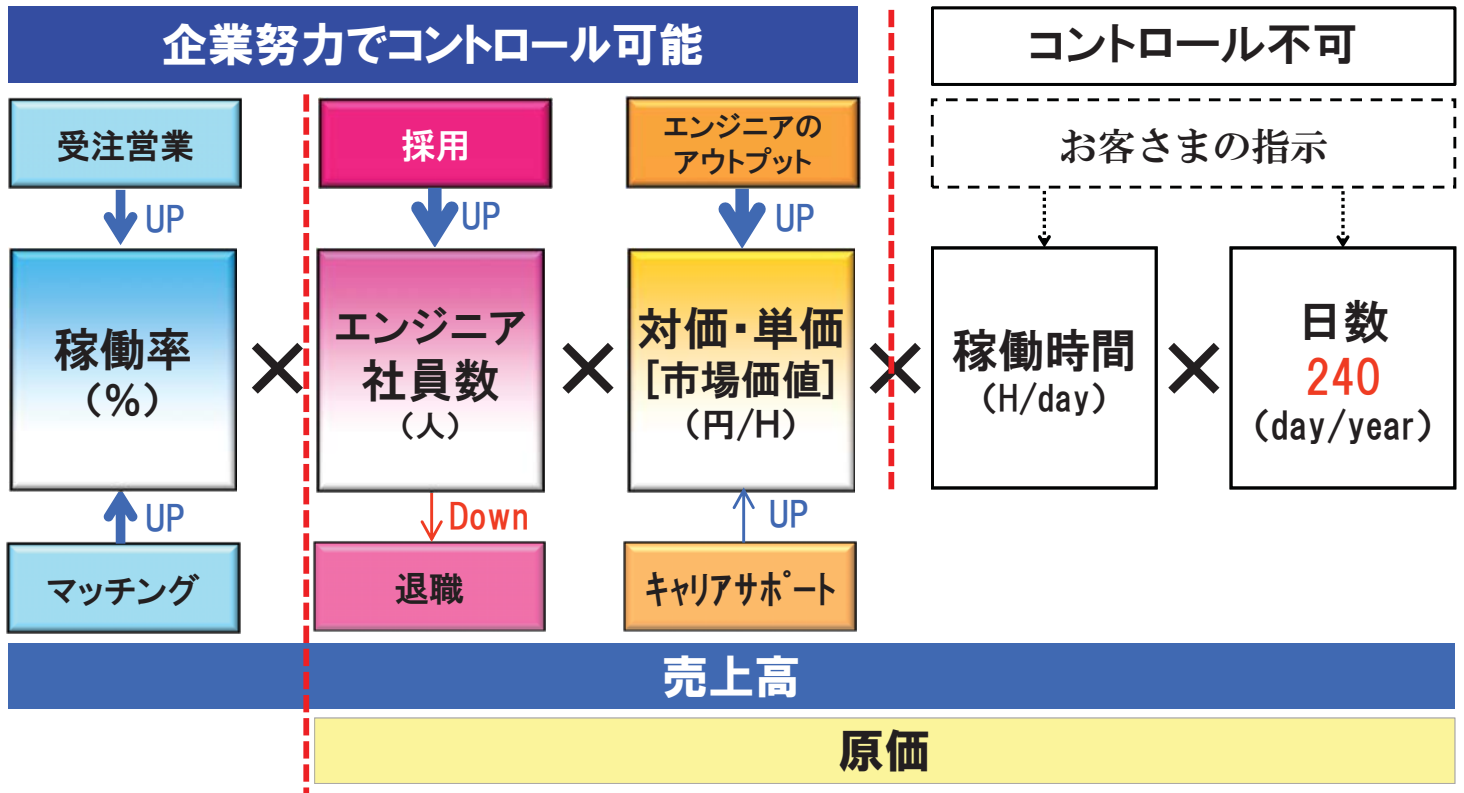 企業努力でコントロール可能
コントロール不可
受注営業
採用
エンジニアの
アウトプット
お客さまの指示
UP
UP
UP
稼働率
(%)
×
エンジニア
社員数
(人)
×
対価・単価
[市場価値]
(円/H)
×
稼働時間
(H/day)
×
日数
240
(day/year)
UP
Down
UP
マッチング
退職
キャリアサポート
売上高
原価